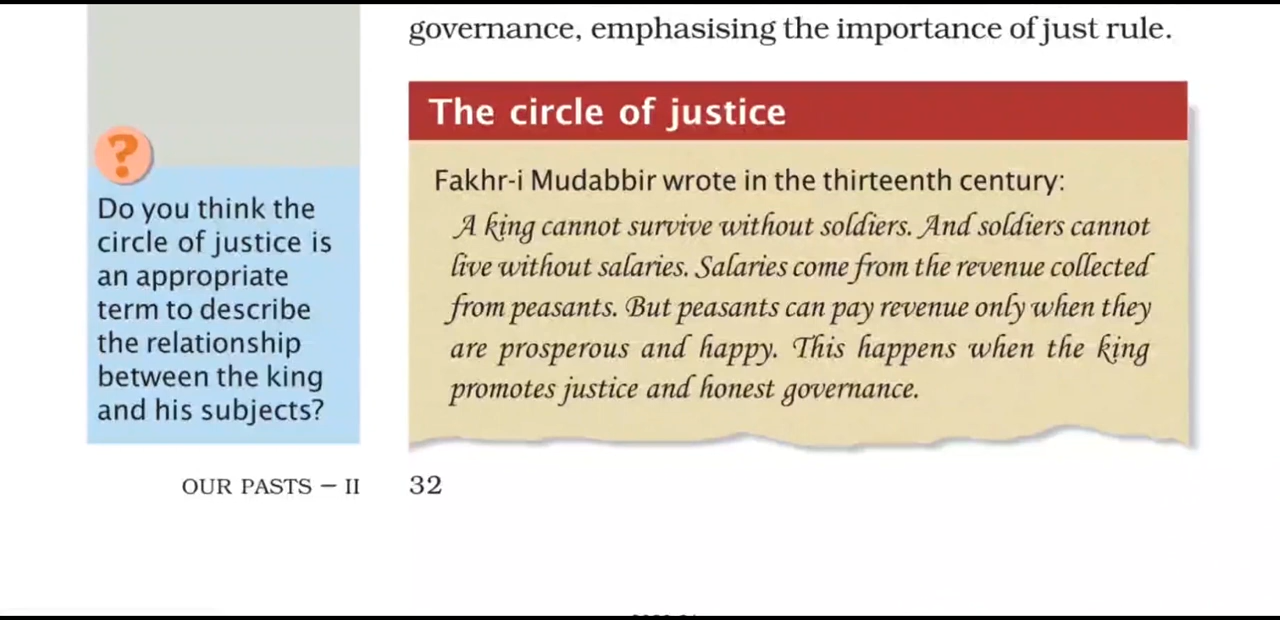 governance, emphasising the importance of just rule.
The circle of justice
Fakhr-i Mudabbir wrote in the thirteenth century:
A king cannot survive without soldiers. And soldiers cannot
live without salaries. Salaries come from the revenue collected
from peasants. But peasants can pay revenue only when they
are prosperous and happy. This happens when the king
promotes justice and honest governance.
?
Do you think the
circle of justice is
an appropriate
term to describe
the relationship
between the king
and his subjects?
OUR PASTS – II
32